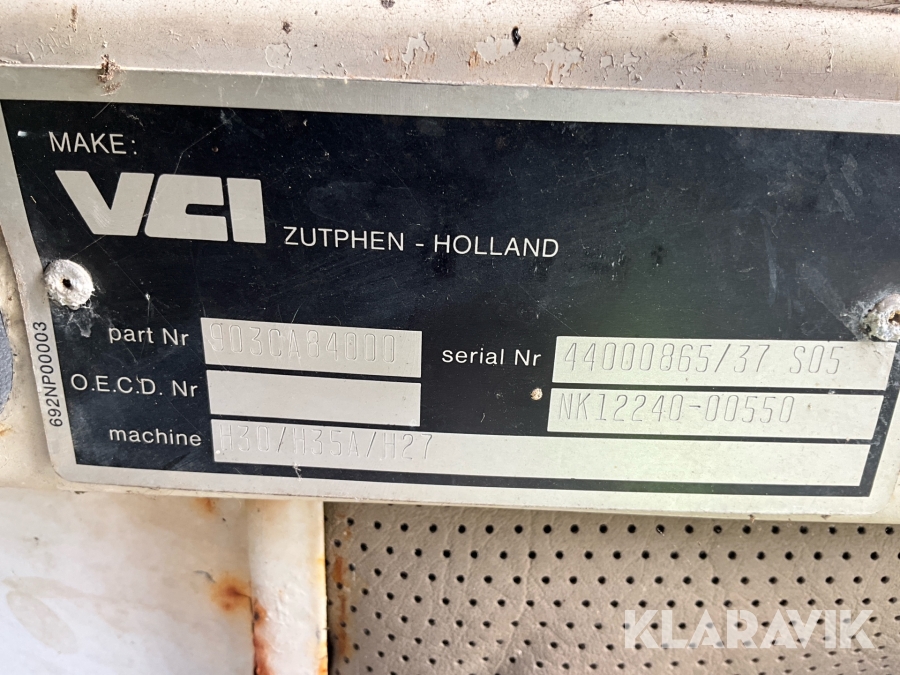 MAKE:
VCI ZUTPHEN - HOLLAND
part Nr 903CA84000 serial Nr 44000865/37 S05
O.E.C.D. Nr NK12240-00550
machine H30/H35A/H27
692NP00003
KLARAVIK